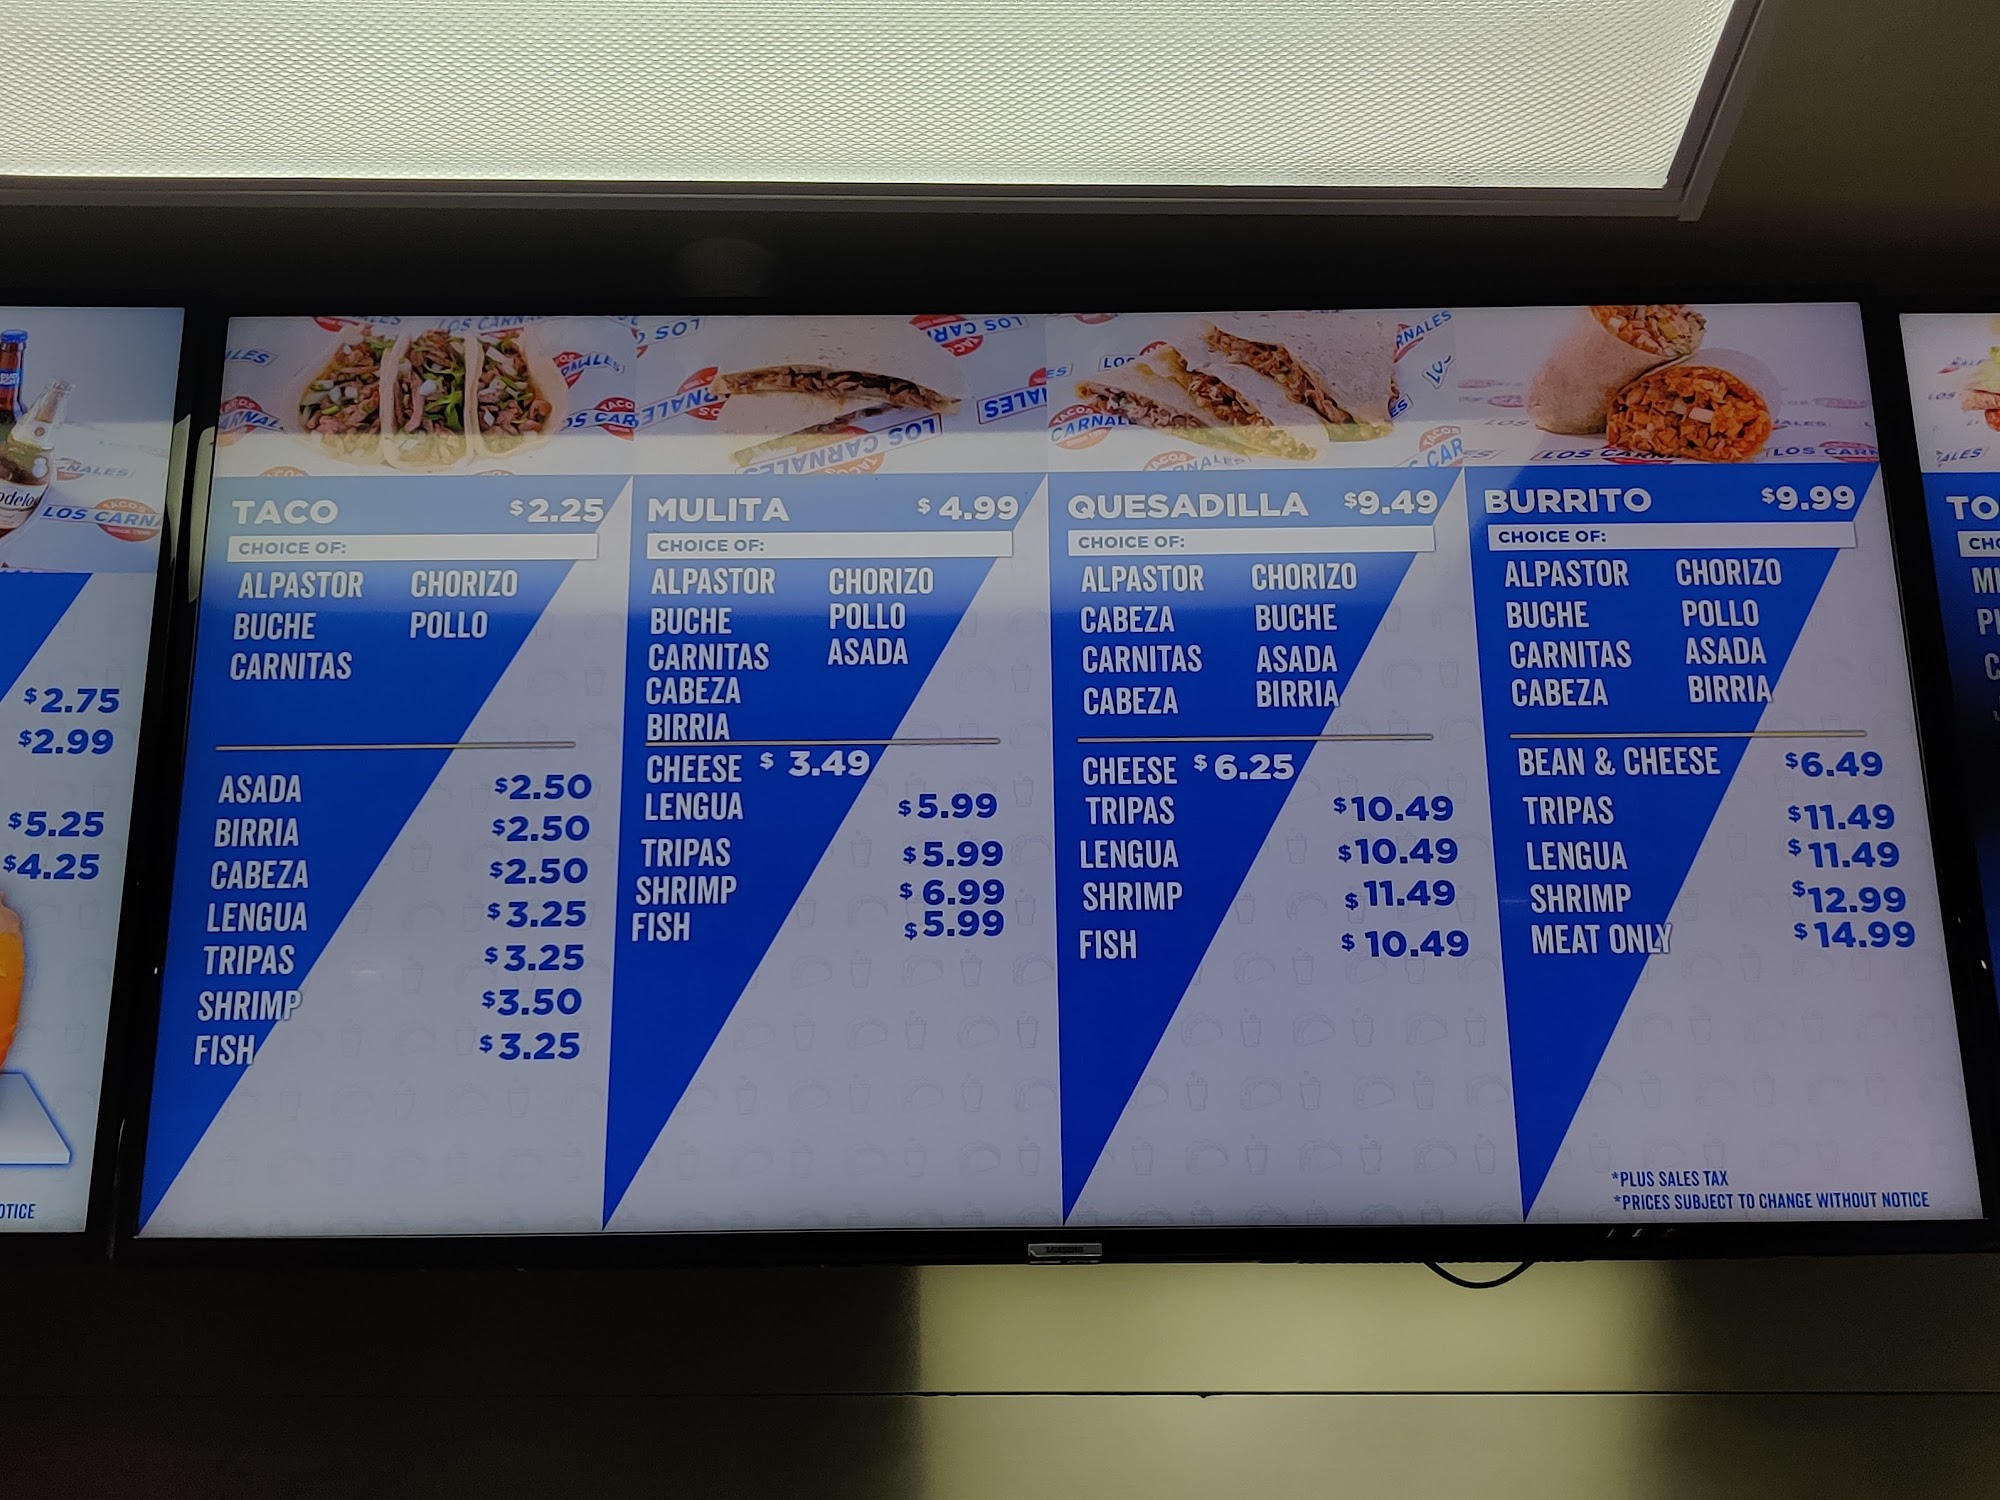 TACO $2.25
CHOICE OF:
ALPASTOR CHORIZO
BUCHE POLLO
CARNITAS
ASADA $2.50
BIRRIA $2.50
CABEZA $2.50
LENGUA $3.25
TRIPAS $3.25
SHRIMP $3.50
FISH $3.25
MULITA $4.99
CHOICE OF:
ALPASTOR CHORIZO
BUCHE POLLO
CARNITAS ASADA
CABEZA
BIRRIA
CHEESE $3.49
LENGUA $5.99
TRIPAS $5.99
SHRIMP $6.99
FISH $5.99
QUESADILLA $9.49
CHOICE OF:
ALPASTOR CHORIZO
CABEZA BUCHE
CARNITAS ASADA
CABEZA BIRRIA
CHEESE $6.25
TRIPAS $10.49
LENGUA $10.49
SHRIMP $11.49
FISH $10.49
BURRITO $9.99
CHOICE OF:
ALPASTOR CHORIZO
BUCHE POLLO
CARNITAS ASADA
CABEZA BIRRIA
BEAN & CHEESE $6.49
TRIPAS $11.49
LENGUA $11.49
SHRIMP $12.99
MEAT ONLY $14.99
*PLUS SALES TAX
*PRICES SUBJECT TO CHANGE WITHOUT NOTICE
$2.75
$2.99
$5.25
$4.25
LOS CARNALES